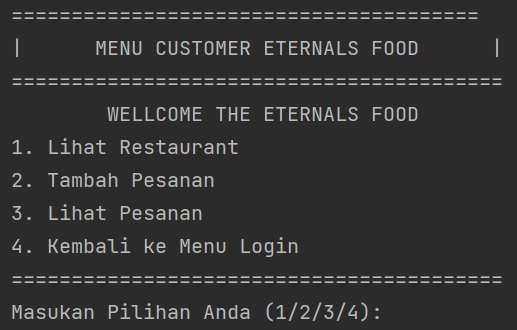 =======================================
|      MENU CUSTOMER ETERNALS FOOD      |
=========================================
        WELLCOME THE ETERNALS FOOD
1. Lihat Restaurant
2. Tambah Pesanan
3. Lihat Pesanan
4. Kembali ke Menu Login
=========================================
Masukan Pilihan Anda (1/2/3/4):